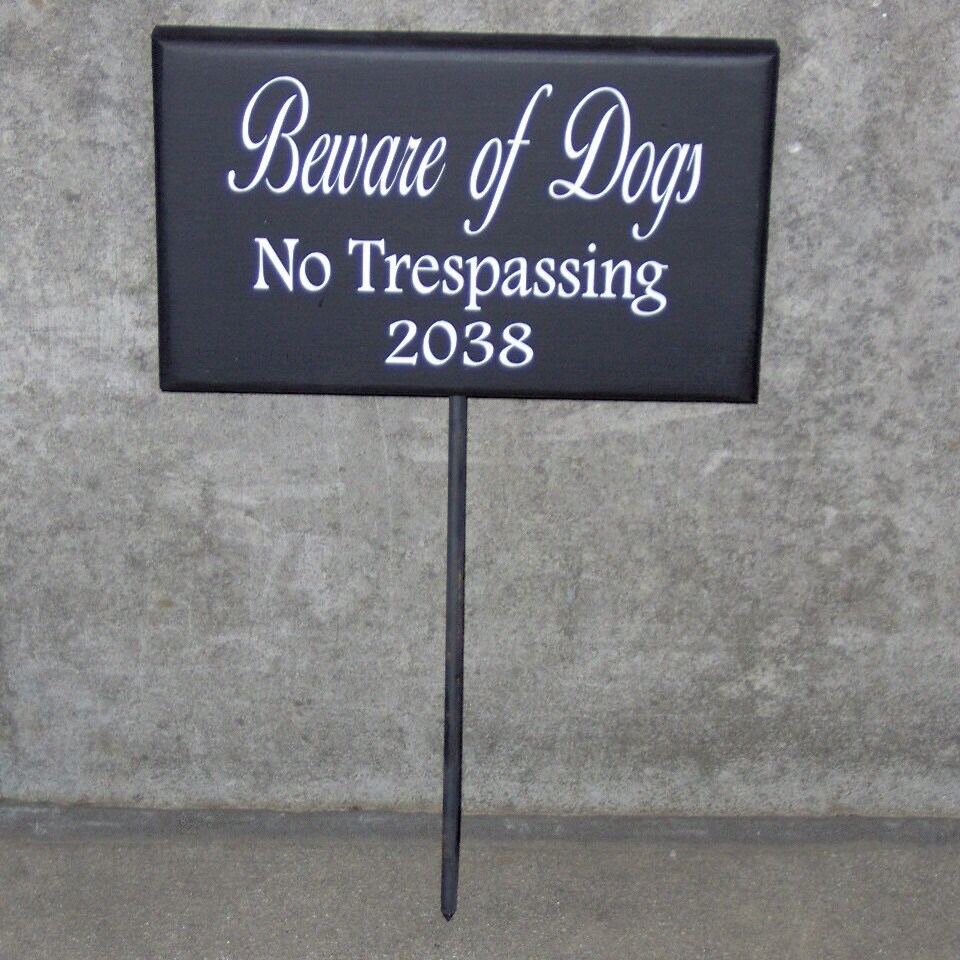 Beware of Dogs
No Trespassing
2038